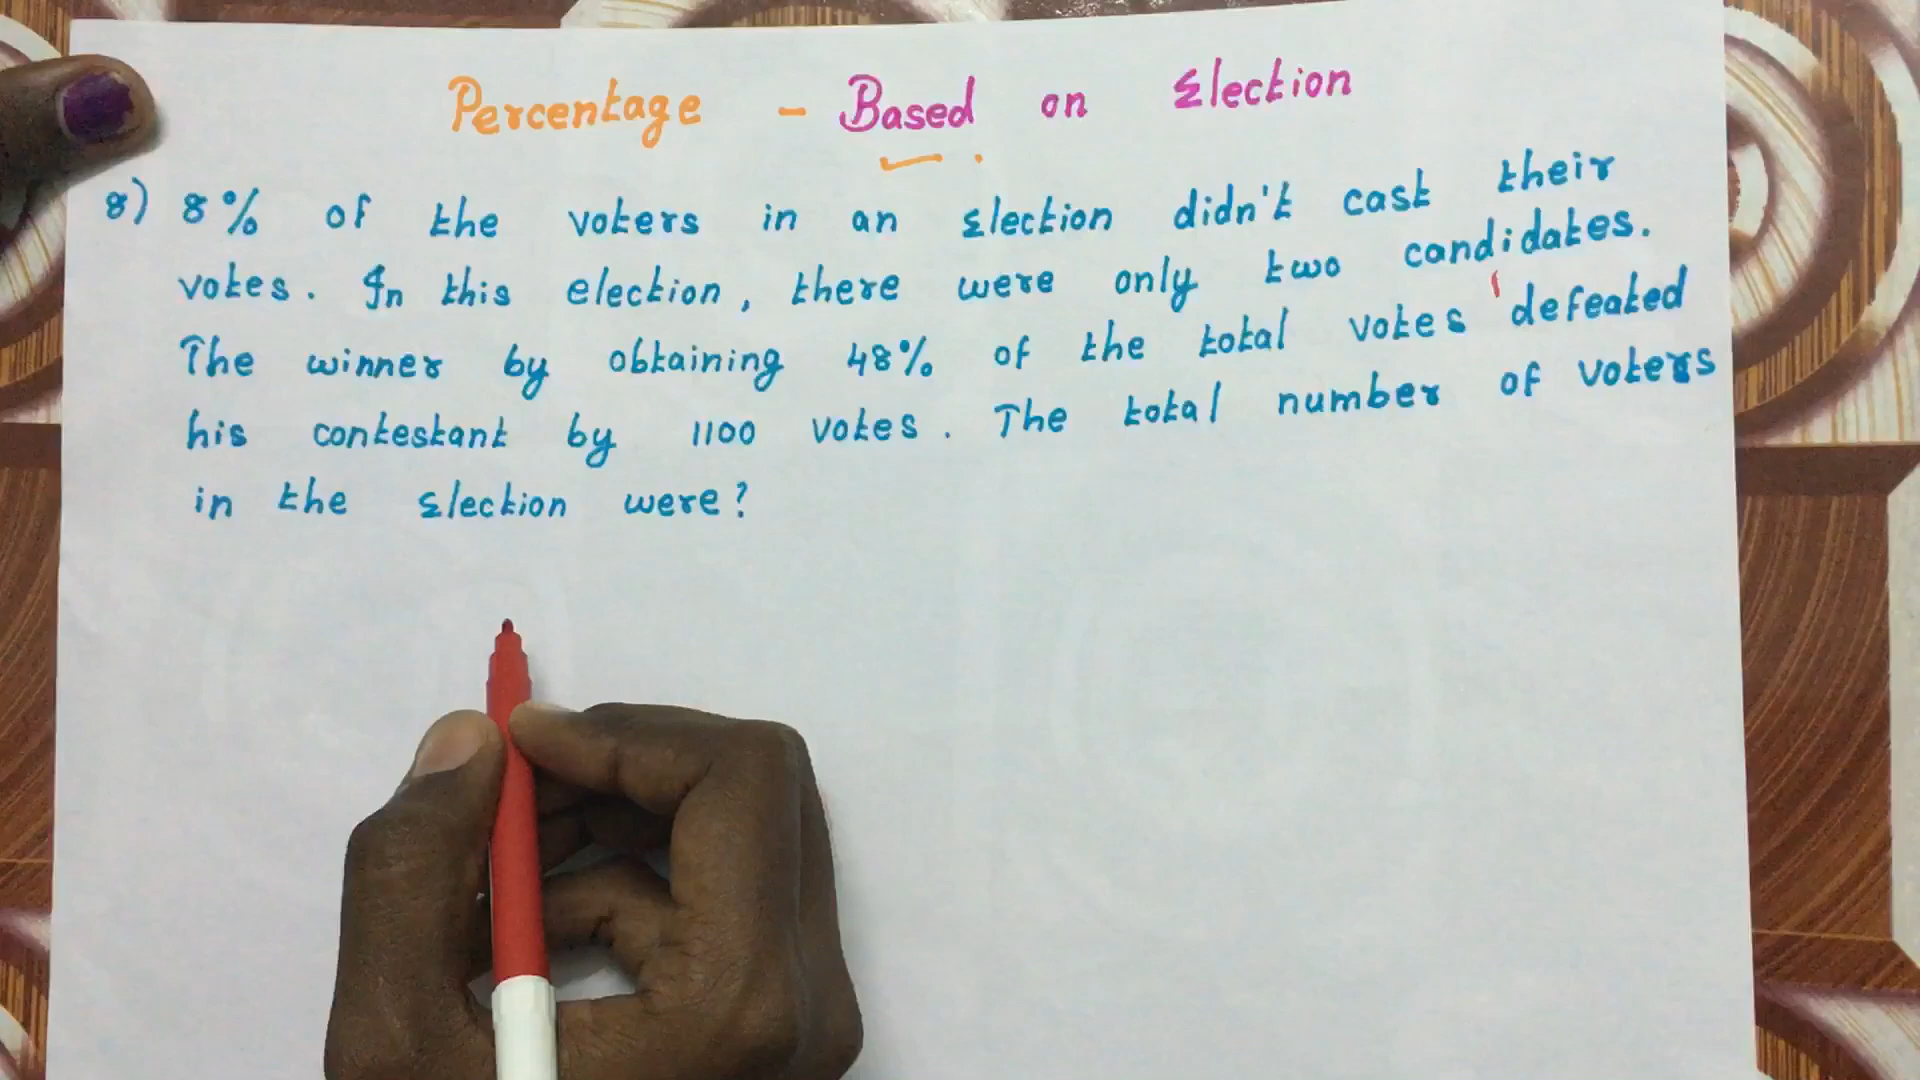 Percentage - Based on Election
8) 8% of the voters in an Election didn't cast their
votes. In this election, there were only two candidates.
The winner by obtaining 48% of the total votes defeated
his contestant by 1100 votes. The total number of voters
in the Election were?